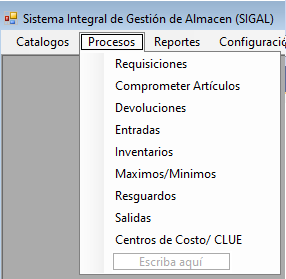 Sistema Integral de Gestión de Almacen (SIGAL)
Catalogos Procesos Reportes Configuració
Requisiciones
Comprometer Artículos
Devoluciones
Entradas
Inventarios
Maximos/Minimos
Resguardos
Salidas
Centros de Costo/ CLUE
Escriba aquí